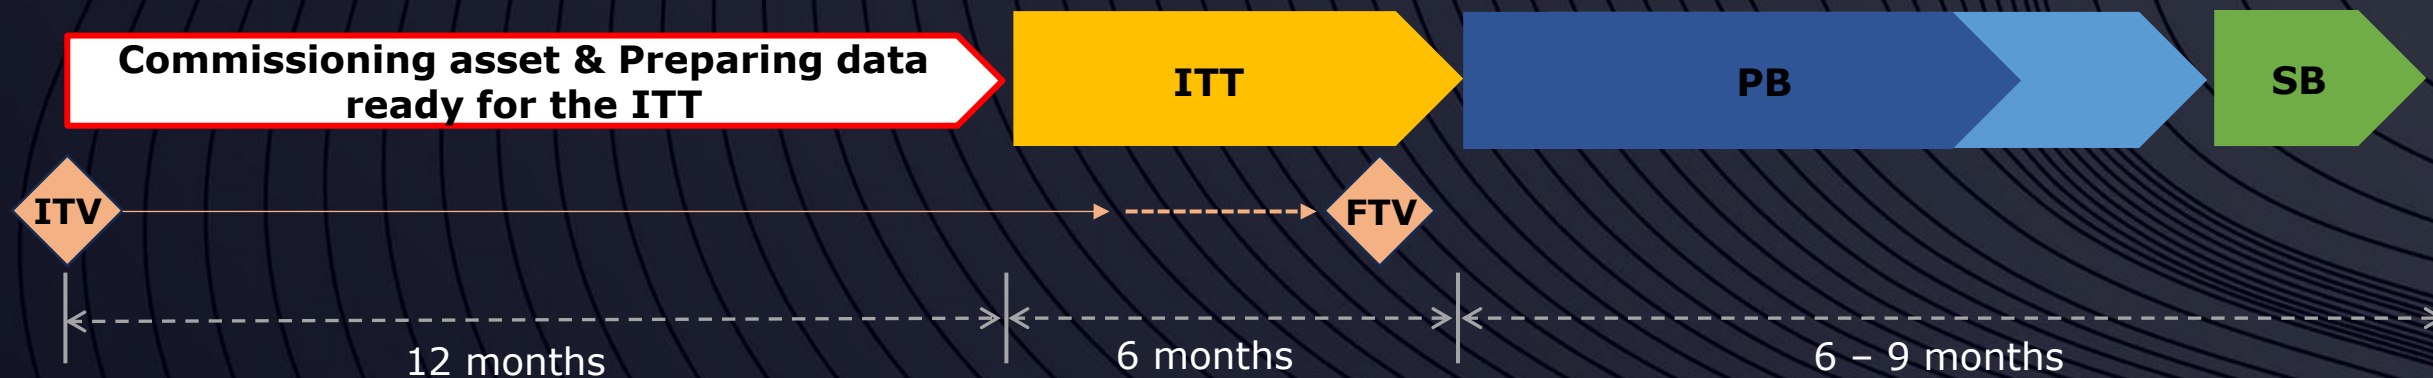 Commissioning asset & Preparing data
ready for the ITT
ITT
PB
SB
ITV
FTV
12 months
6 months
6 – 9 months